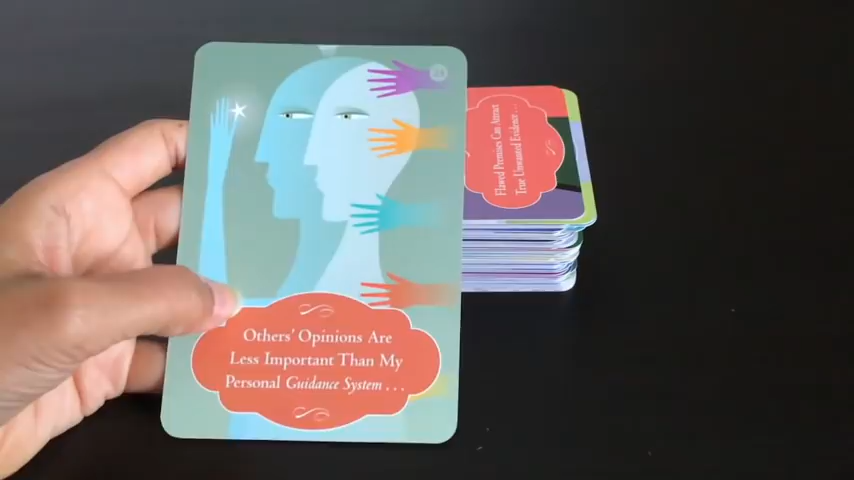 Others' Opinions Are
Less Important Than My
Personal Guidance System...
Flawed Premises Can Attract
True Unwanted Evidence...